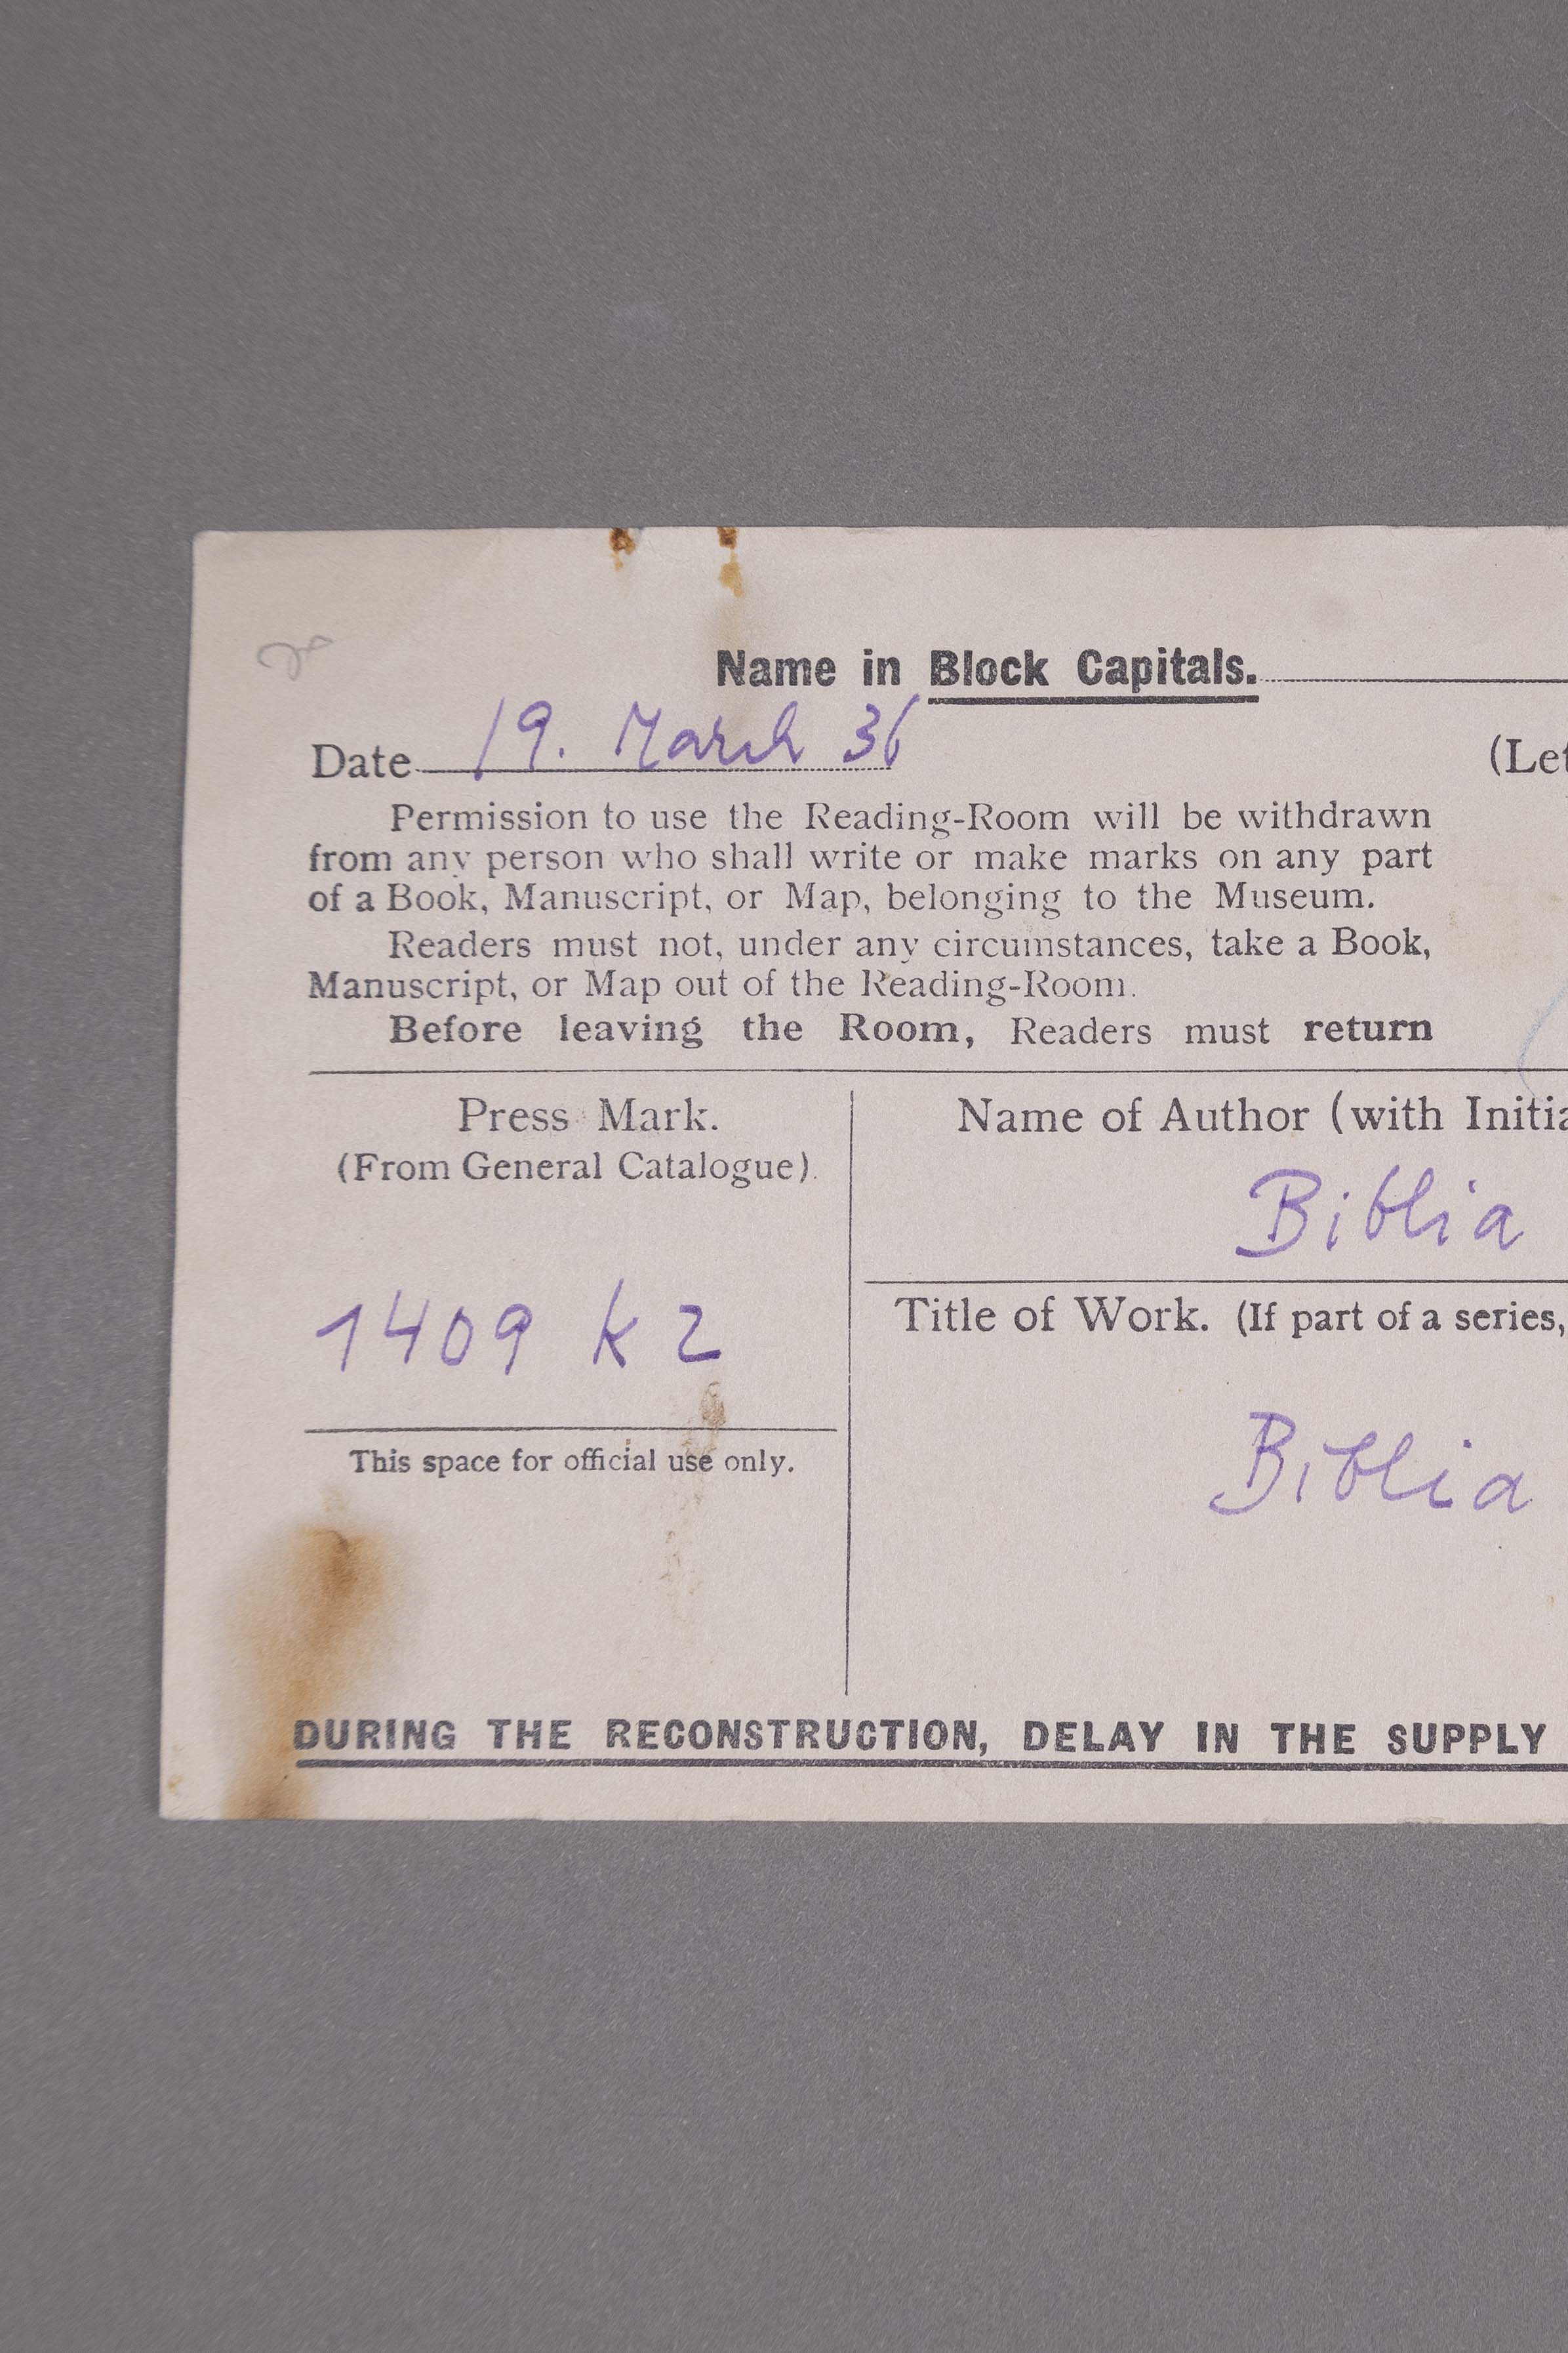 Name in Block Capitals.
Date 19. March 36
(Let
Permission to use the Reading-Room will be withdrawn
from any person who shall write or make marks on any part
of a Book, Manuscript, or Map, belonging to the Museum.
Readers must not, under any circumstances, take a Book,
Manuscript, or Map out of the Reading-Room.
Before leaving the Room, Readers must return
Press Mark.
(From General Catalogue).
1409 k 2
This space for official use only.
Name of Author (with Initia
Biblia
Title of Work. (If part of a series,
Biblia
DURING THE RECONSTRUCTION, DELAY IN THE SUPPLY